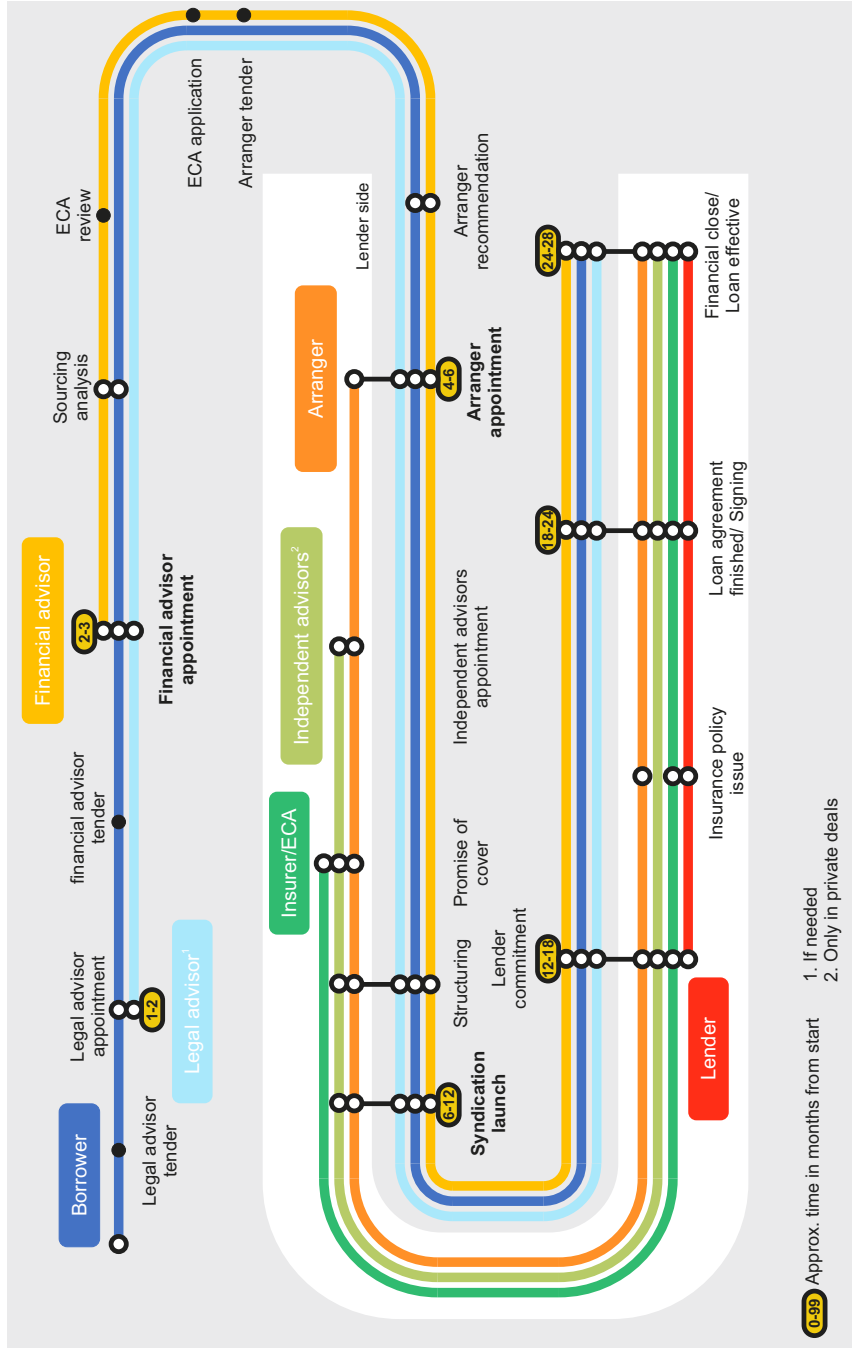 Borrower
Legal advisor
tender
Legal advisor
appointment
1-2
Legal advisor1
financial advisor
tender
Financial advisor
2-3
Financial advisor
appointment
Sourcing
analysis
ECA
review
ECA application
Arranger tender
Lender side
Arranger
recommendation
Arranger
4-6
Arranger
appointment
Independent advisors2
Independent advisors
appointment
Insurer/ECA
Promise of
cover
Structuring
6-12
Syndication
launch
Lender
commitment
12-18
Lender
Insurance policy
issue
18-24
Loan agreement
finished/ Signing
24-28
Financial close/
Loan effective
0-99 Approx. time in months from start
1. If needed
2. Only in private deals